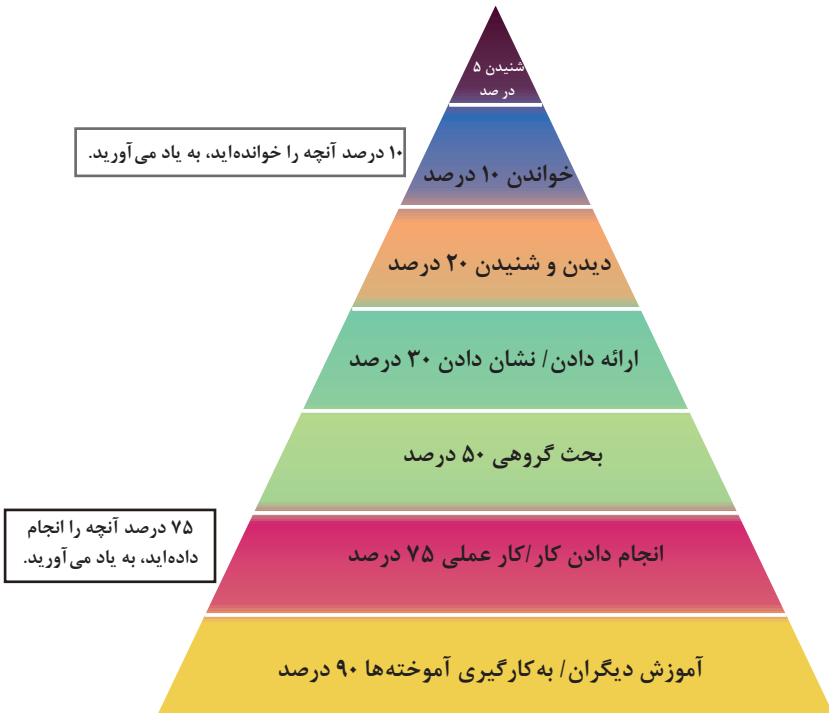 شنیدن ۵
در صد
۱۰ درصد آنچه را خوانده‌اید، به یاد می‌آورید.
خواندن ۱۰ درصد
دیدن و شنیدن ۲۰ درصد
ارائه دادن/ نشان دادن ۳۰ درصد
بحث گروهی ۵۰ درصد
۷۵ درصد آنچه را انجام
داده‌اید، به یاد می‌آورید.
انجام دادن کار/کار عملی ۷۵ درصد
آموزش دیگران/ به‌کارگیری آموخته‌ها ۹۰ درصد